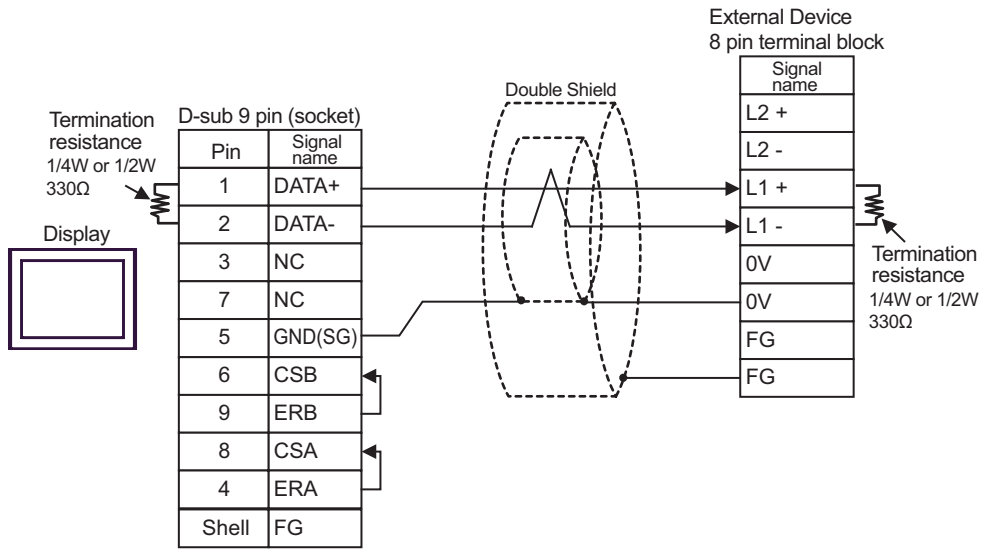 External Device
8 pin terminal block
Signal
name
L2 +
L2 -
L1 +
L1 -
0V
0V
FG
FG
Double Shield
Termination
resistance
1/4W or 1/2W
330Ω
D-sub 9 pin (socket)
Pin Signal
name
1 DATA+
2 DATA-
3 NC
7 NC
5 GND(SG)
6 CSB
9 ERB
8 CSA
4 ERA
Shell FG
Display
Termination
resistance
1/4W or 1/2W
330Ω